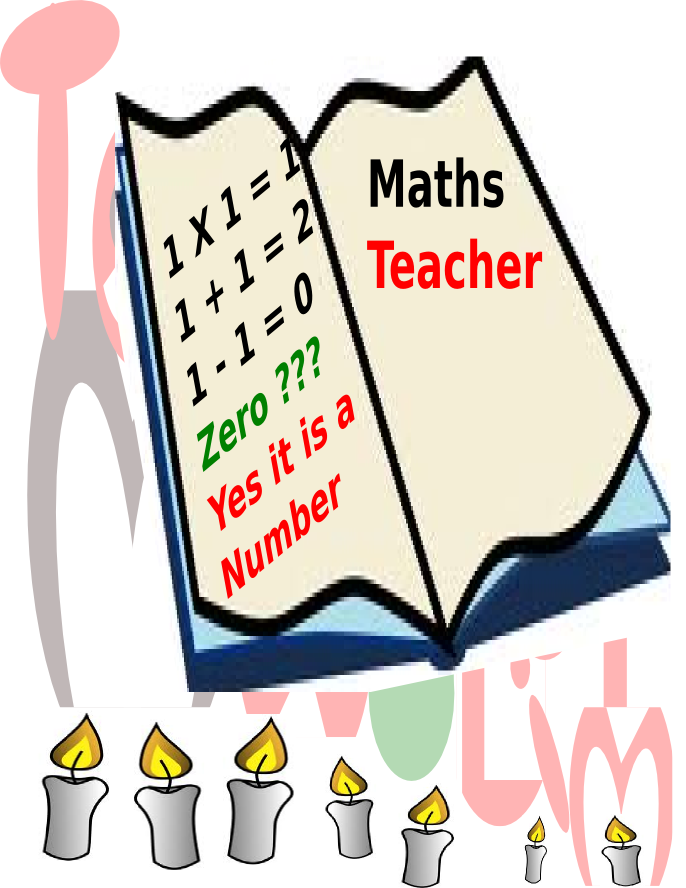 1 X 1 = 1
1 + 1 = 2
1 - 1 = 0
Zero ???
Yes it is a
Number
Maths
Teacher